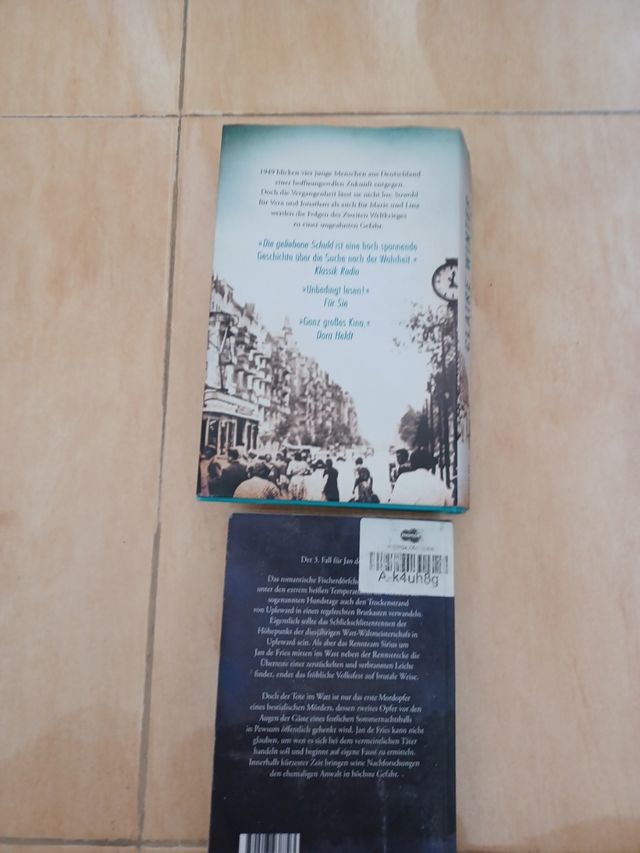 1949 blicken vier junge Menschen aus Deutschland
einer hoffnungsvollen Zukunft entgegen.
Doch die Vergangenheit lässt sie nicht los: Sowohl
für Vera und Jonathan als auch für Marie und Lina
werden die Folgen des Zweiten Weltkrieges
zu einer ungeahnten Gefahr.
»Die geliehene Schuld ist eine hoch spannende
Geschichte über die Suche nach der Wahrheit.«
Klassik Radio
»Unbedingt lesen!«
Für Sie
»Ganz großes Kino.«
Dora Heldt
CLAIRE WINTER
Der 3. Fall für Jan de
A-k4uh8g
Das romantische Fischerdörfche
unter den extrem heißen Temperat
sogenannten Hundstage auch den Trockenstrand
von Upleward in einen regelrechten Brutkasten verwandeln.
Eigentlich sollte das Schlickschlittenrennen der
Höhepunkt der diesjährigen Watt-Wältmeisterschaft in
Upleward sein. Als aber das Rennteam Sirius um
Jan de Fries mitten im Watt neben der Rennstrecke die
Überreste einer zerstückelten und verbrannten Leiche
findet, endet das fröhliche Volksfest auf brutale Weise.
Doch der Tote im Watt ist nur das erste Mordopfer
eines bestialischen Mörders, dessen zweites Opfer vor den
Augen der Gäste eines festlichen Sommernachtsballs
in Pewsum öffentlich gehenkt wird. Jan de Fries kann nicht
glauben, um wen es sich bei dem vermeintlichen Täter
handeln soll und beginnt auf eigene Faust zu ermitteln.
Innerhalb kürzester Zeit bringen seine Nachforschungen
den ehemaligen Anwalt in höchste Gefahr.